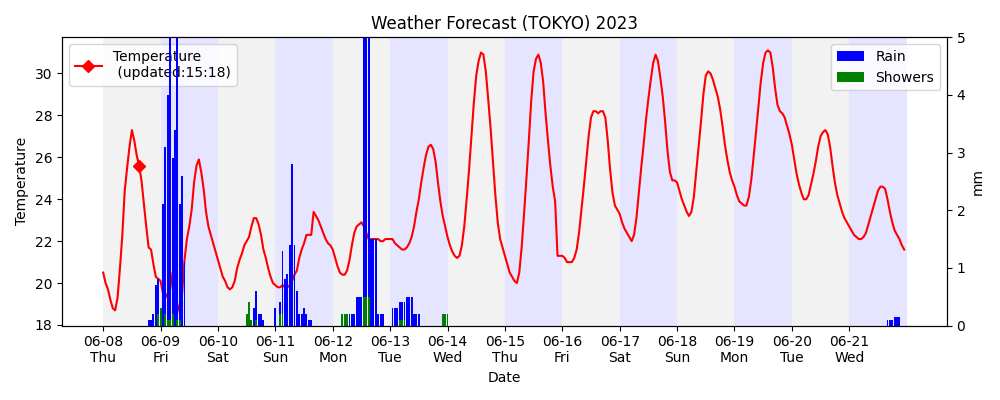 Weather Forecast (TOKYO) 2023
Temperature
(updated:15:18)
Rain
Showers
Temperature
30
28
26
24
22
20
18
5
4
3
2
1
0
mm
06-08 06-09 06-10 06-11 06-12 06-13 06-14 06-15 06-16 06-17 06-18 06-19 06-20 06-21
Thu Fri Sat Sun Mon Tue Wed Thu Fri Sat Sun Mon Tue Wed
Date